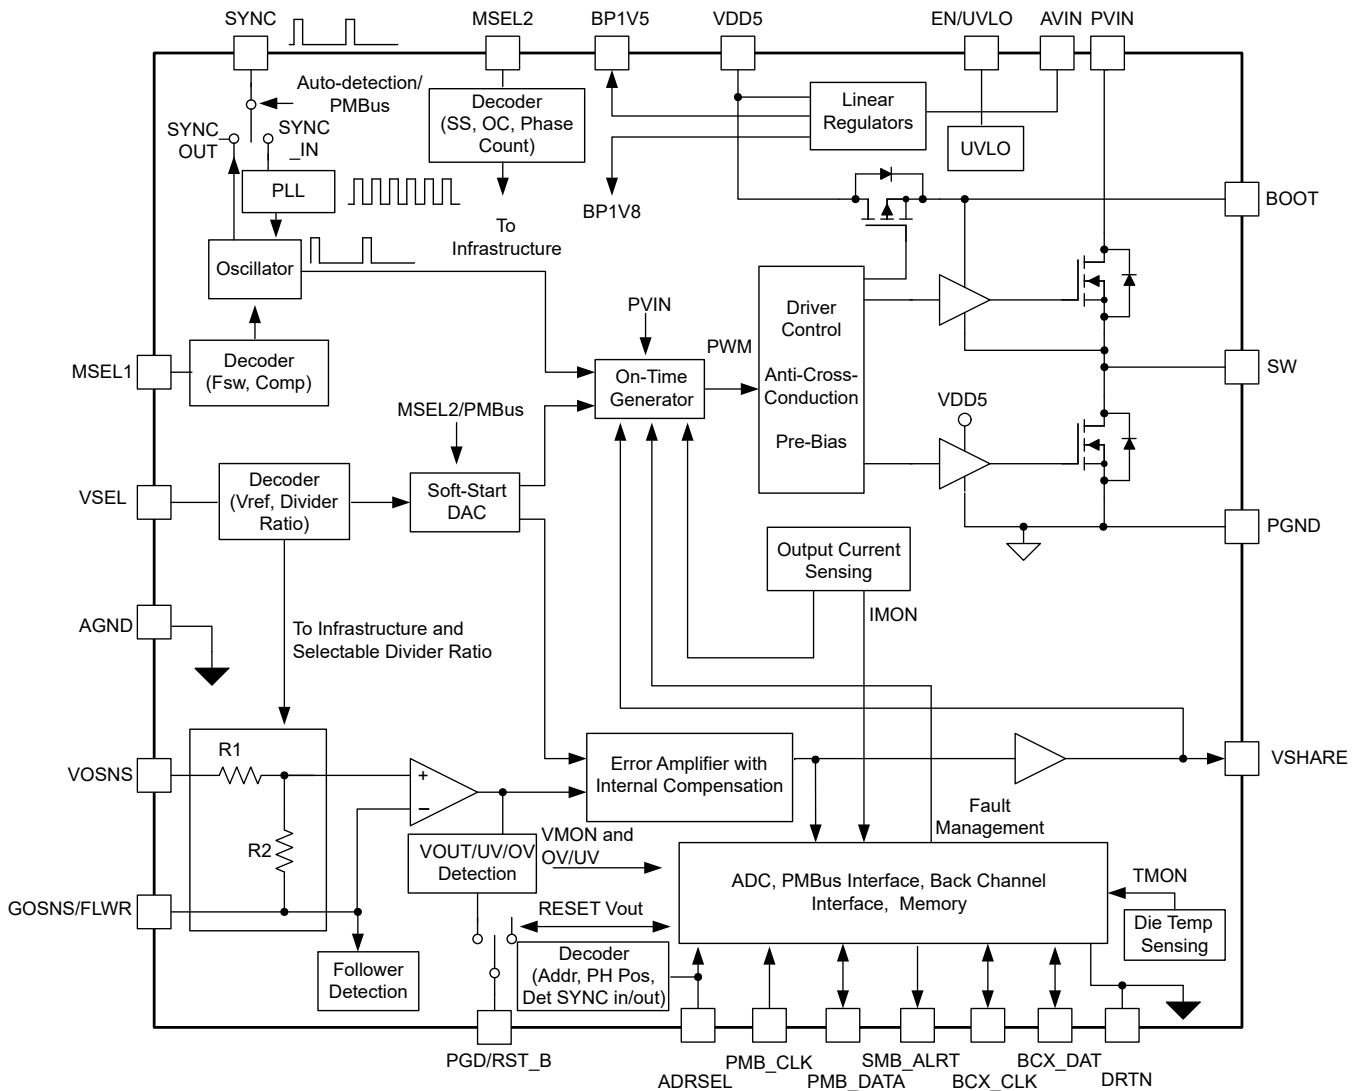 SYNC
MSEL2
BP1V5
VDD5
EN/UVLO
AVIN
PVIN
Auto-detection/
PMBus
Decoder
(SS, OC, Phase
Count)
Linear
Regulators
SYNC_
OUT
SYNC
_IN
UVLO
PLL
BP1V8
BOOT
To
Infrastructure
Oscillator
PVIN
Driver
Control
Anti-Cross-
Conduction
Pre-Bias
PWM
MSEL1
Decoder
(Fsw, Comp)
On-Time
Generator
SW
MSEL2/PMBus
VDD5
VSEL
Decoder
(Vref, Divider
Ratio)
Soft-Start
DAC
PGND
Output Current
Sensing
IMON
AGND
To Infrastructure and
Selectable Divider Ratio
R1
VOSNS
+
−
Error Amplifier with
Internal Compensation
VSHARE
R2
Fault
Management
VOUT/UV/OV
Detection
VMON and
OV/UV
ADC, PMBus Interface, Back Channel
Interface, Memory
TMON
GOSNS/FLWR
RESET Vout
Die Temp
Sensing
Follower
Detection
Decoder
(Addr, PH Pos,
Det SYNC in/out)
PGD/RST_B
ADRSEL
PMB_CLK
PMB_DATA
SMB_ALRT
BCX_CLK
BCX_DAT
DRTN